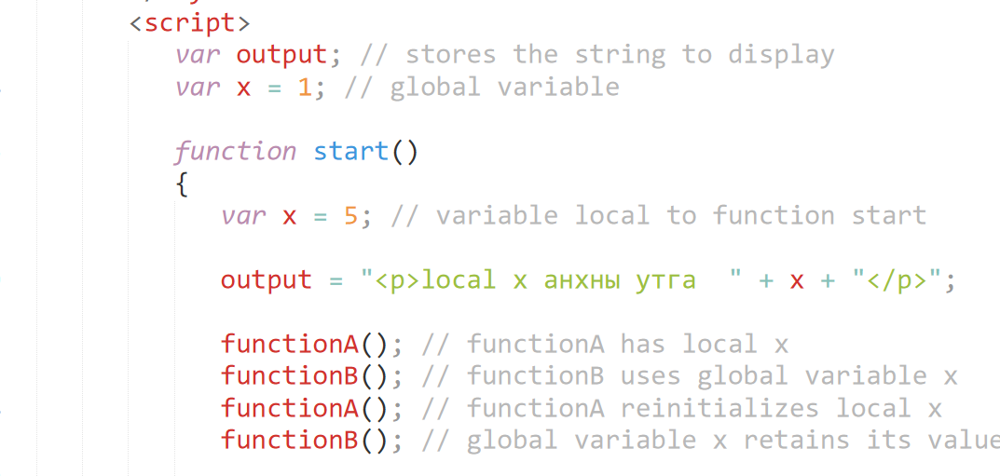 <script>
var output; // stores the string to display
var x = 1; // global variable
function start()
{
var x = 5; // variable local to function start
output = "<p>local x анхны утга  " + x + "</p>";
functionA(); // functionA has local x
functionB(); // functionB uses global variable x
functionA(); // functionA reinitializes local x
functionB(); // global variable x retains its value